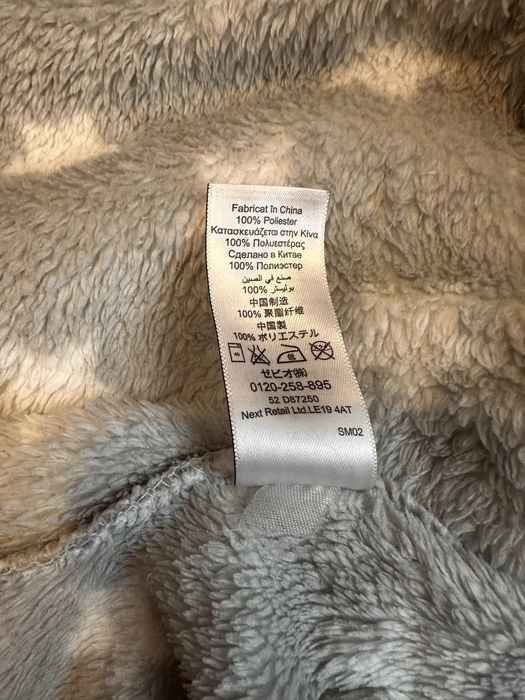 Fabricat în China
100% Poliester
Κατασκευάζεται στην Κίνα
100% Πολυεστέρας
Сделано в Китае
100% Полиэстер
صنع في الصين
100% بوليستر
中国制造
100% 聚酯纤维
中国製
100% ポリエステル
40
ゼビオ(株)
0120-258-895
52 D87250
Next Retail Ltd.LE19 4AT
SM02